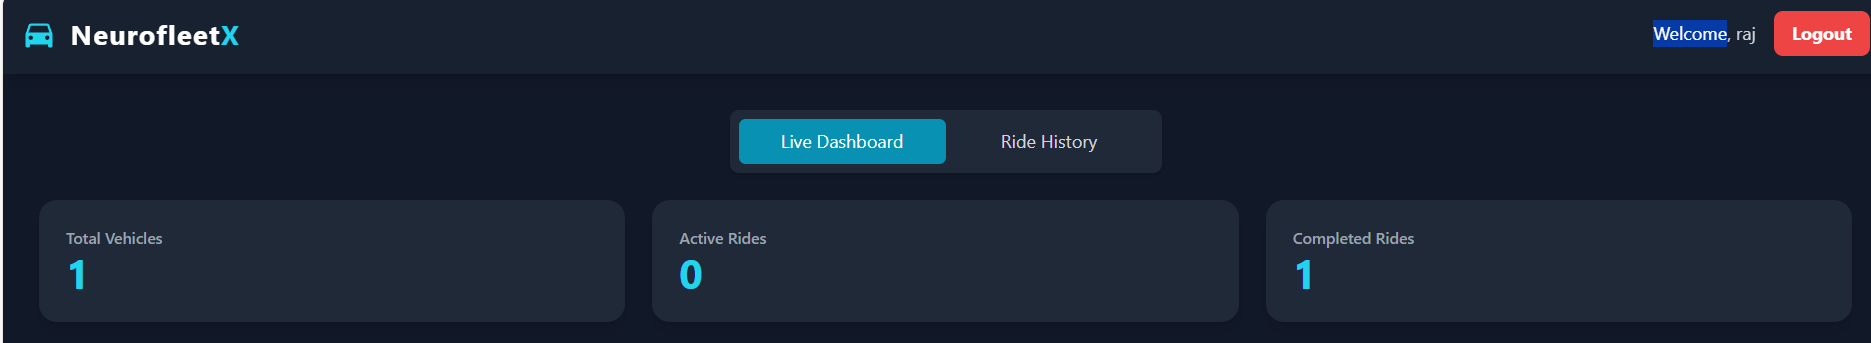 NeurofleetX
Welcome, raj
Logout
Live Dashboard
Ride History
Total Vehicles
1
Active Rides
0
Completed Rides
1